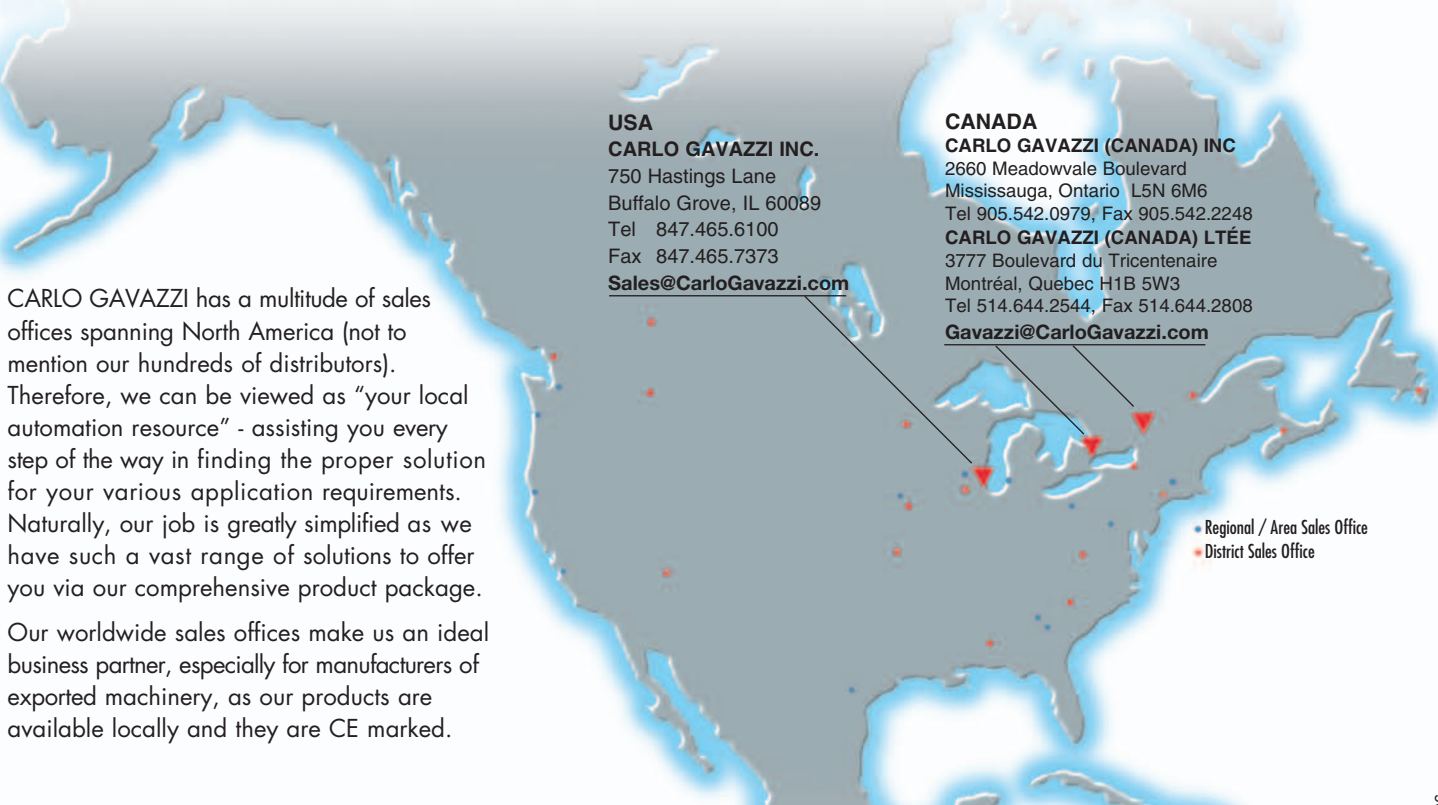 USA
CARLO GAVAZZI INC.
750 Hastings Lane
Buffalo Grove, IL 60089
Tel 847.465.6100
Fax 847.465.7373
Sales@CarloGavazzi.com
CANADA
CARLO GAVAZZI (CANADA) INC
2660 Meadowvale Boulevard
Mississauga, Ontario L5N 6M6
Tel 905.542.0979, Fax 905.542.2248
CARLO GAVAZZI (CANADA) LTÉE
3777 Boulevard du Tricentenaire
Montréal, Quebec H1B 5W3
Tel 514.644.2544, Fax 514.644.2808
Gavazzi@CarloGavazzi.com
CARLO GAVAZZI has a multitude of sales
offices spanning North America (not to
mention our hundreds of distributors).
Therefore, we can be viewed as “your local
automation resource” - assisting you every
step of the way in finding the proper solution
for your various application requirements.
Naturally, our job is greatly simplified as we
have such a vast range of solutions to offer
you via our comprehensive product package.
Our worldwide sales offices make us an ideal
business partner, especially for manufacturers of
exported machinery, as our products are
available locally and they are CE marked.
Regional / Area Sales Office
District Sales Office